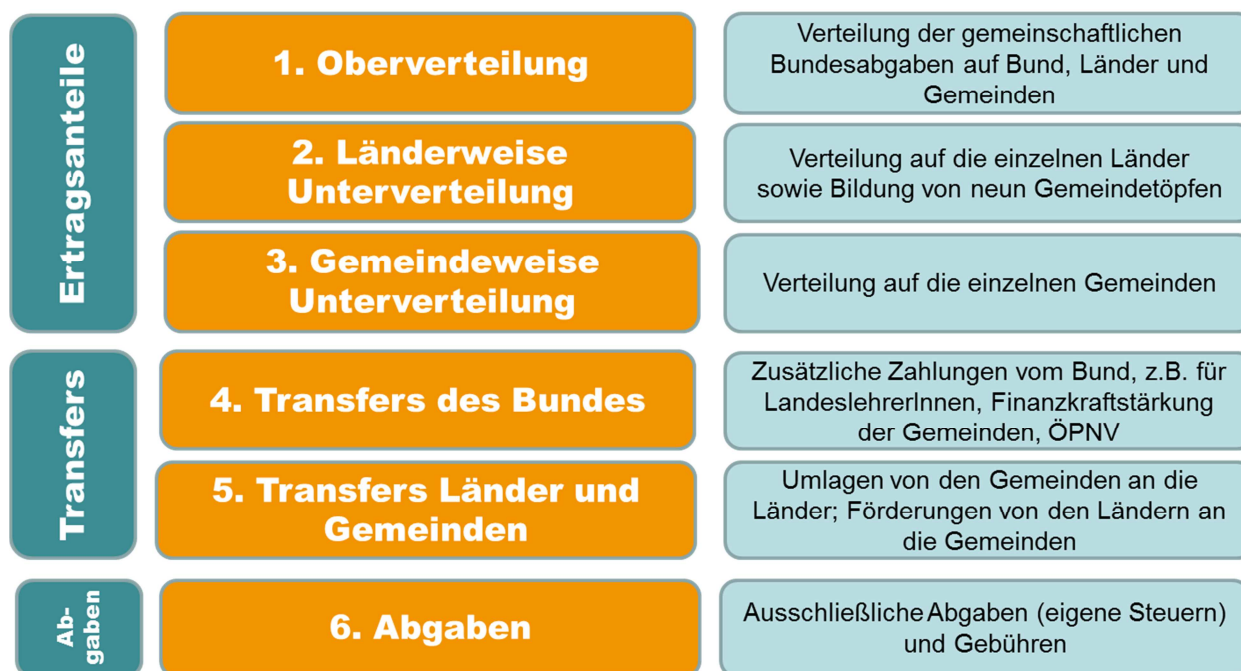 Ertragsanteile
1. Oberverteilung
Verteilung der gemeinschaftlichen
Bundesabgaben auf Bund, Länder und
Gemeinden
2. Länderweise
Unterverteilung
Verteilung auf die einzelnen Länder
sowie Bildung von neun Gemeindetöpfen
3. Gemeindeweise
Unterverteilung
Verteilung auf die einzelnen Gemeinden
Transfers
4. Transfers des Bundes
Zusätzliche Zahlungen vom Bund, z.B. für
LandeslehrerInnen, Finanzkraftstärkung
der Gemeinden, ÖPNV
5. Transfers Länder und
Gemeinden
Umlagen von den Gemeinden an die
Länder; Förderungen von den Ländern an
die Gemeinden
Ab-
gaben
6. Abgaben
Ausschließliche Abgaben (eigene Steuern)
und Gebühren